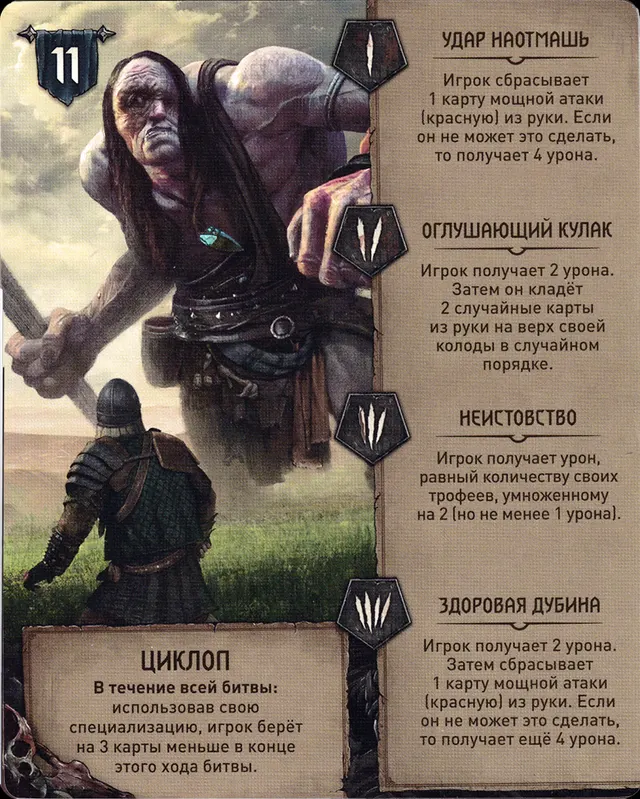 11
УДАР НАОТМАШЬ
Игрок сбрасывает
1 карту мощной атаки
(красную) из руки. Если
он не может это сделать,
то получает 4 урона.
ОГЛУШАЮЩИЙ КУЛАК
Игрок получает 2 урона.
Затем он кладёт
2 случайные карты
из руки на верх своей
колоды в случайном
порядке.
НЕИСТОВСТВО
Игрок получает урон,
равный количеству своих
трофеев, умноженному
на 2 (но не менее 1 урона).
ЗДОРОВАЯ ДУБИНА
Игрок получает 2 урона.
Затем сбрасывает
1 карту мощной атаки
(красную) из руки. Если
он не может это сделать,
то получает ещё 4 урона.
ЦИКЛОП
В течение всей битвы:
использовав свою
специализацию, игрок берёт
на 3 карты меньше в конце
этого хода битвы.